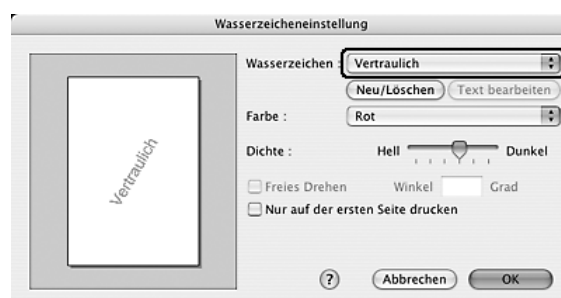 Wasserzeicheneinstellung
Wasserzeichen : Vertraulich
Neu/Löschen Text bearbeiten
Farbe : Rot
Dichte : Hell Dunkel
Freies Drehen Winkel Grad
Nur auf der ersten Seite drucken
Vertraulich
? Abbrechen OK